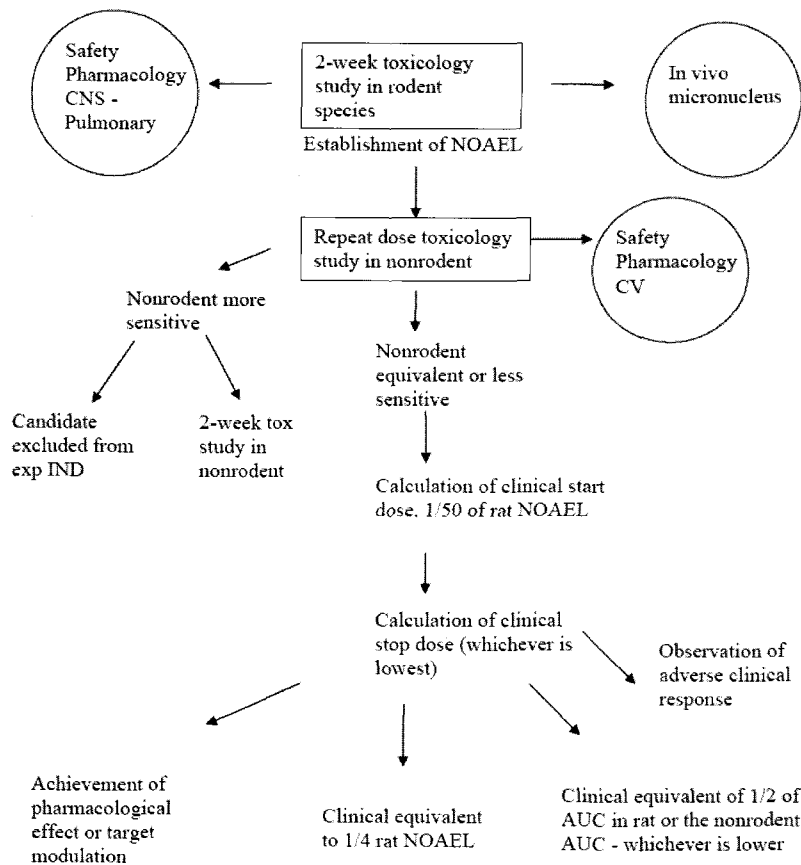 Safety
Pharmacology
CNS -
Pulmonary
2-week toxicology
study in rodent
species
In vivo
micronucleus
Establishment of NOAEL
Repeat dose toxicology
study in nonrodent
Safety
Pharmacology
CV
Nonrodent more
sensitive
Nonrodent
equivalent or less
sensitive
Candidate
excluded from
exp IND
2-week tox
study in
nonrodent
Calculation of clinical start
dose, 1/50 of rat NOAEL
Calculation of clinical
stop dose (whichever is
lowest)
Observation of
adverse clinical
response
Achievement of
pharmacological
effect or target
modulation
Clinical equivalent
to 1/4 rat NOAEL
Clinical equivalent of 1/2 of
AUC in rat or the nonrodent
AUC - whichever is lower